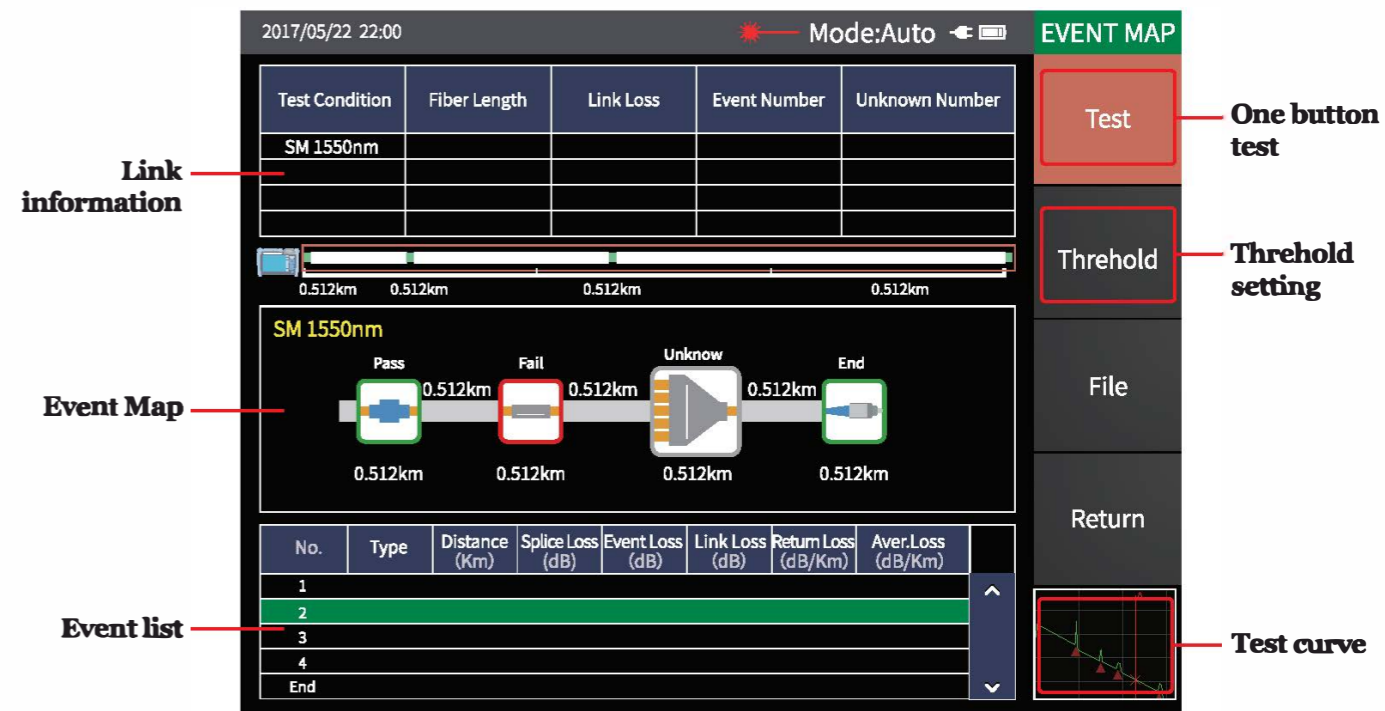 2017/05/22 22:00
Mode:Auto
EVENT MAP
Test Condition
Fiber Length
Link Loss
Event Number
Unknown Number
SM 1550nm
Test
One button
test
Link
information
Threhold
Threhold
setting
0.512km 0.512km 0.512km 0.512km
SM 1550nm
Pass Fail Unknow End
0.512km 0.512km 0.512km
0.512km 0.512km 0.512km 0.512km
Event Map
File
Return
No.
Type
Distance
(Km)
Splice Loss
(dB)
Event Loss
(dB)
Link Loss
(dB)
Return Loss
(dB/Km)
Aver.Loss
(dB/Km)
1
2
3
4
End
Event list
Test curve